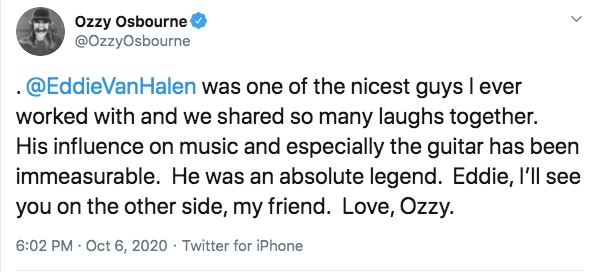 Ozzy Osbourne
@OzzyOsbourne
. @EddieVanHalen was one of the nicest guys I ever
worked with and we shared so many laughs together.
His influence on music and especially the guitar has been
immeasurable.  He was an absolute legend.  Eddie, I’ll see
you on the other side, my friend.  Love, Ozzy.
6:02 PM · Oct 6, 2020 · Twitter for iPhone